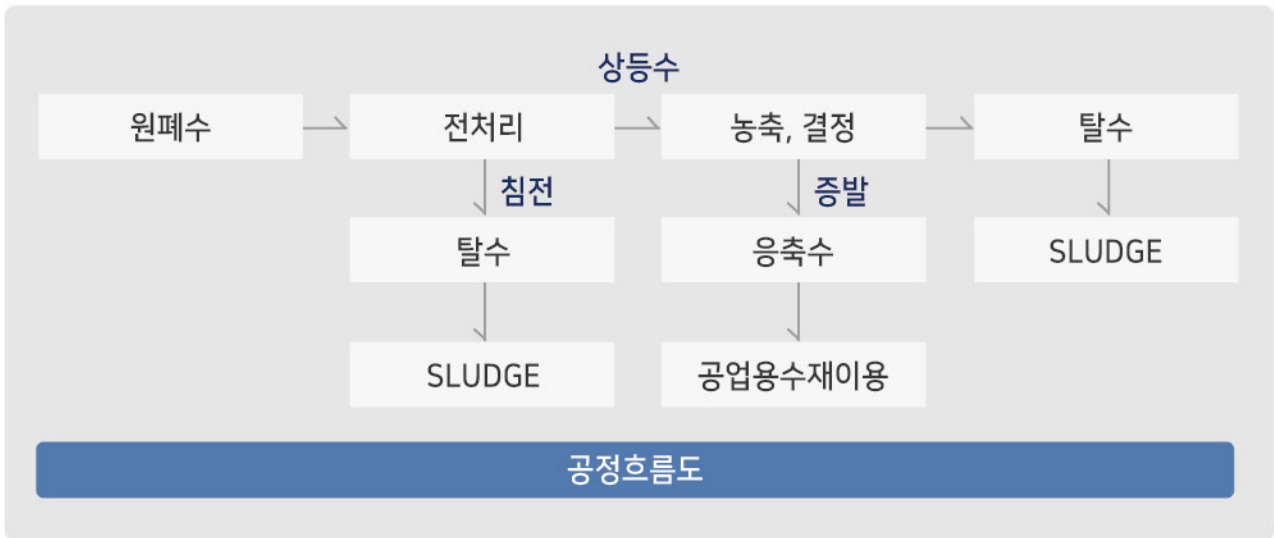 상등수
원폐수
전처리
농축, 결정
탈수
침전
증발
탈수
응축수
SLUDGE
SLUDGE
공업용수재이용
공정흐름도